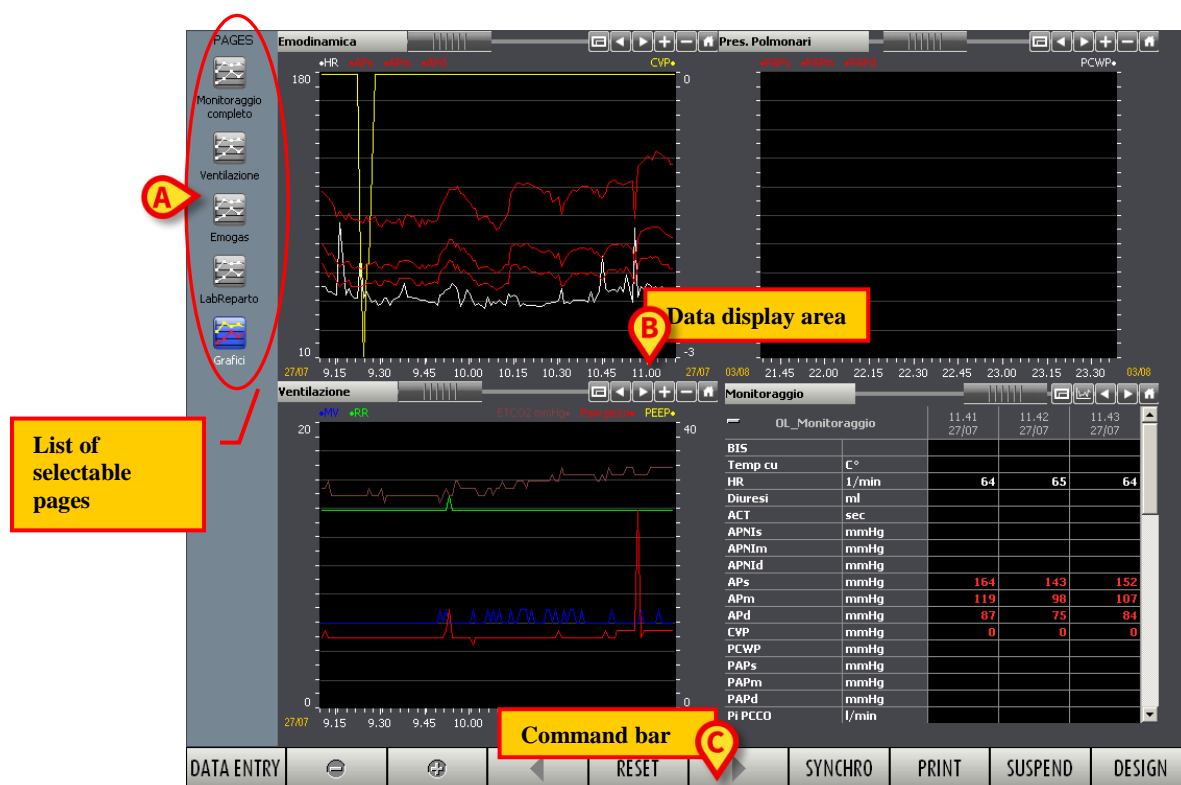 PAGES
Monitoraggio
completo
Ventilazione
Emogas
LabReparto
Grafici
A
List of
selectable
pages
Emodinamica
HR APs APm APd CVP
180 0
10 -3
27/07 9.15 9.30 9.45 10.00 10.15 10.30 10.45 11.00 27/07
Pres. Polmonari
PAPs PAPm PAPd PCWP
03/08 21.45 22.00 22.15 22.30 22.45 23.00 23.15 23.30 03/08
B
Data display area
Ventilazione
MV RR ETCO2 mmHg PEEP
20 40
0 0
27/07 9.15 9.30 9.45 10.00
Monitoraggio
OL_Monitoraggio 11.41 11.42 11.43
27/07 27/07 27/07
BIS
Temp cu C°
HR 1/min 64 65 64
Diuresi ml
ACT sec
APNIs mmHg
APNIm mmHg
APNId mmHg
APs mmHg 164 143 152
APm mmHg 119 98 107
APd mmHg 87 75 84
CVP mmHg 0 0 0
PCWP mmHg
PAPs mmHg
PAPm mmHg
PAPd mmHg
Pi PCCO l/min
Command bar
C
DATA ENTRY RESET SYNCHRO PRINT SUSPEND DESIGN